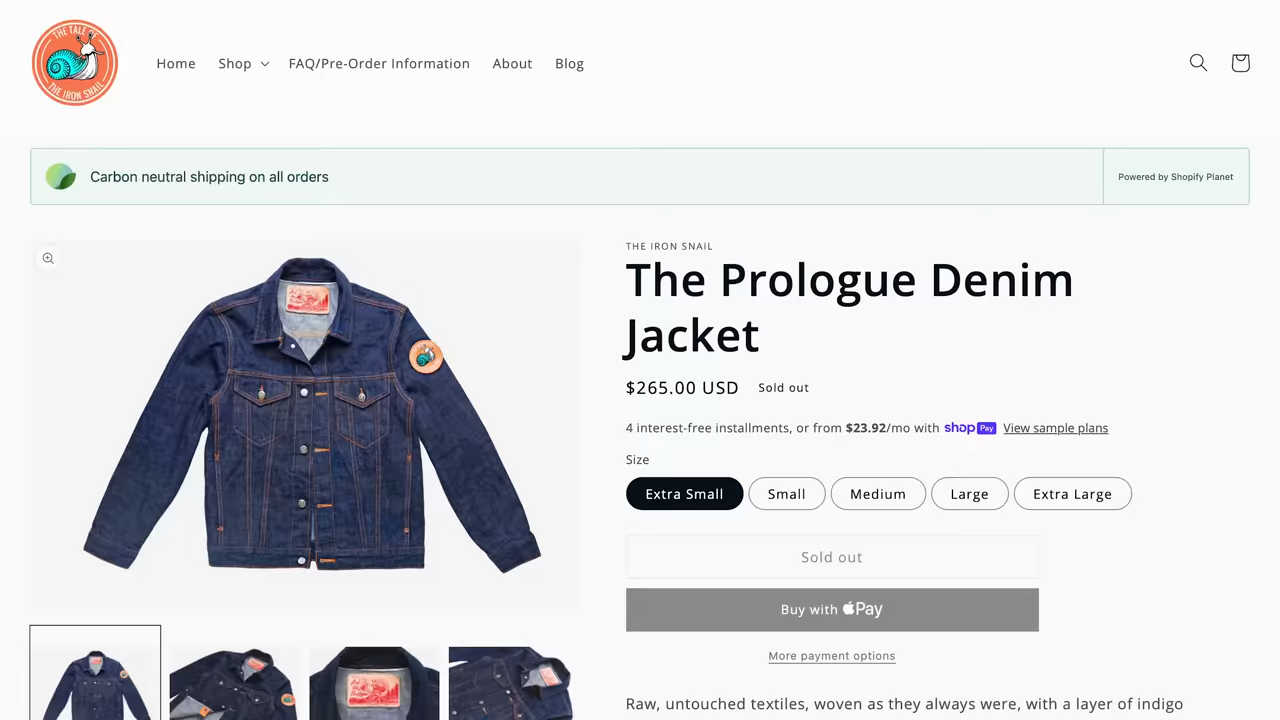 THE TALE OF
THE IRON SNAIL
Home
Shop
FAQ/Pre-Order Information
About
Blog
Carbon neutral shipping on all orders
Powered by Shopify Planet
THE IRON SNAIL
The Prologue Denim
Jacket
$265.00 USD
Sold out
4 interest-free installments, or from $23.92/mo with shop Pay View sample plans
Size
Extra Small
Small
Medium
Large
Extra Large
Sold out
Buy with Pay
More payment options
Raw, untouched textiles, woven as they always were, with a layer of indigo